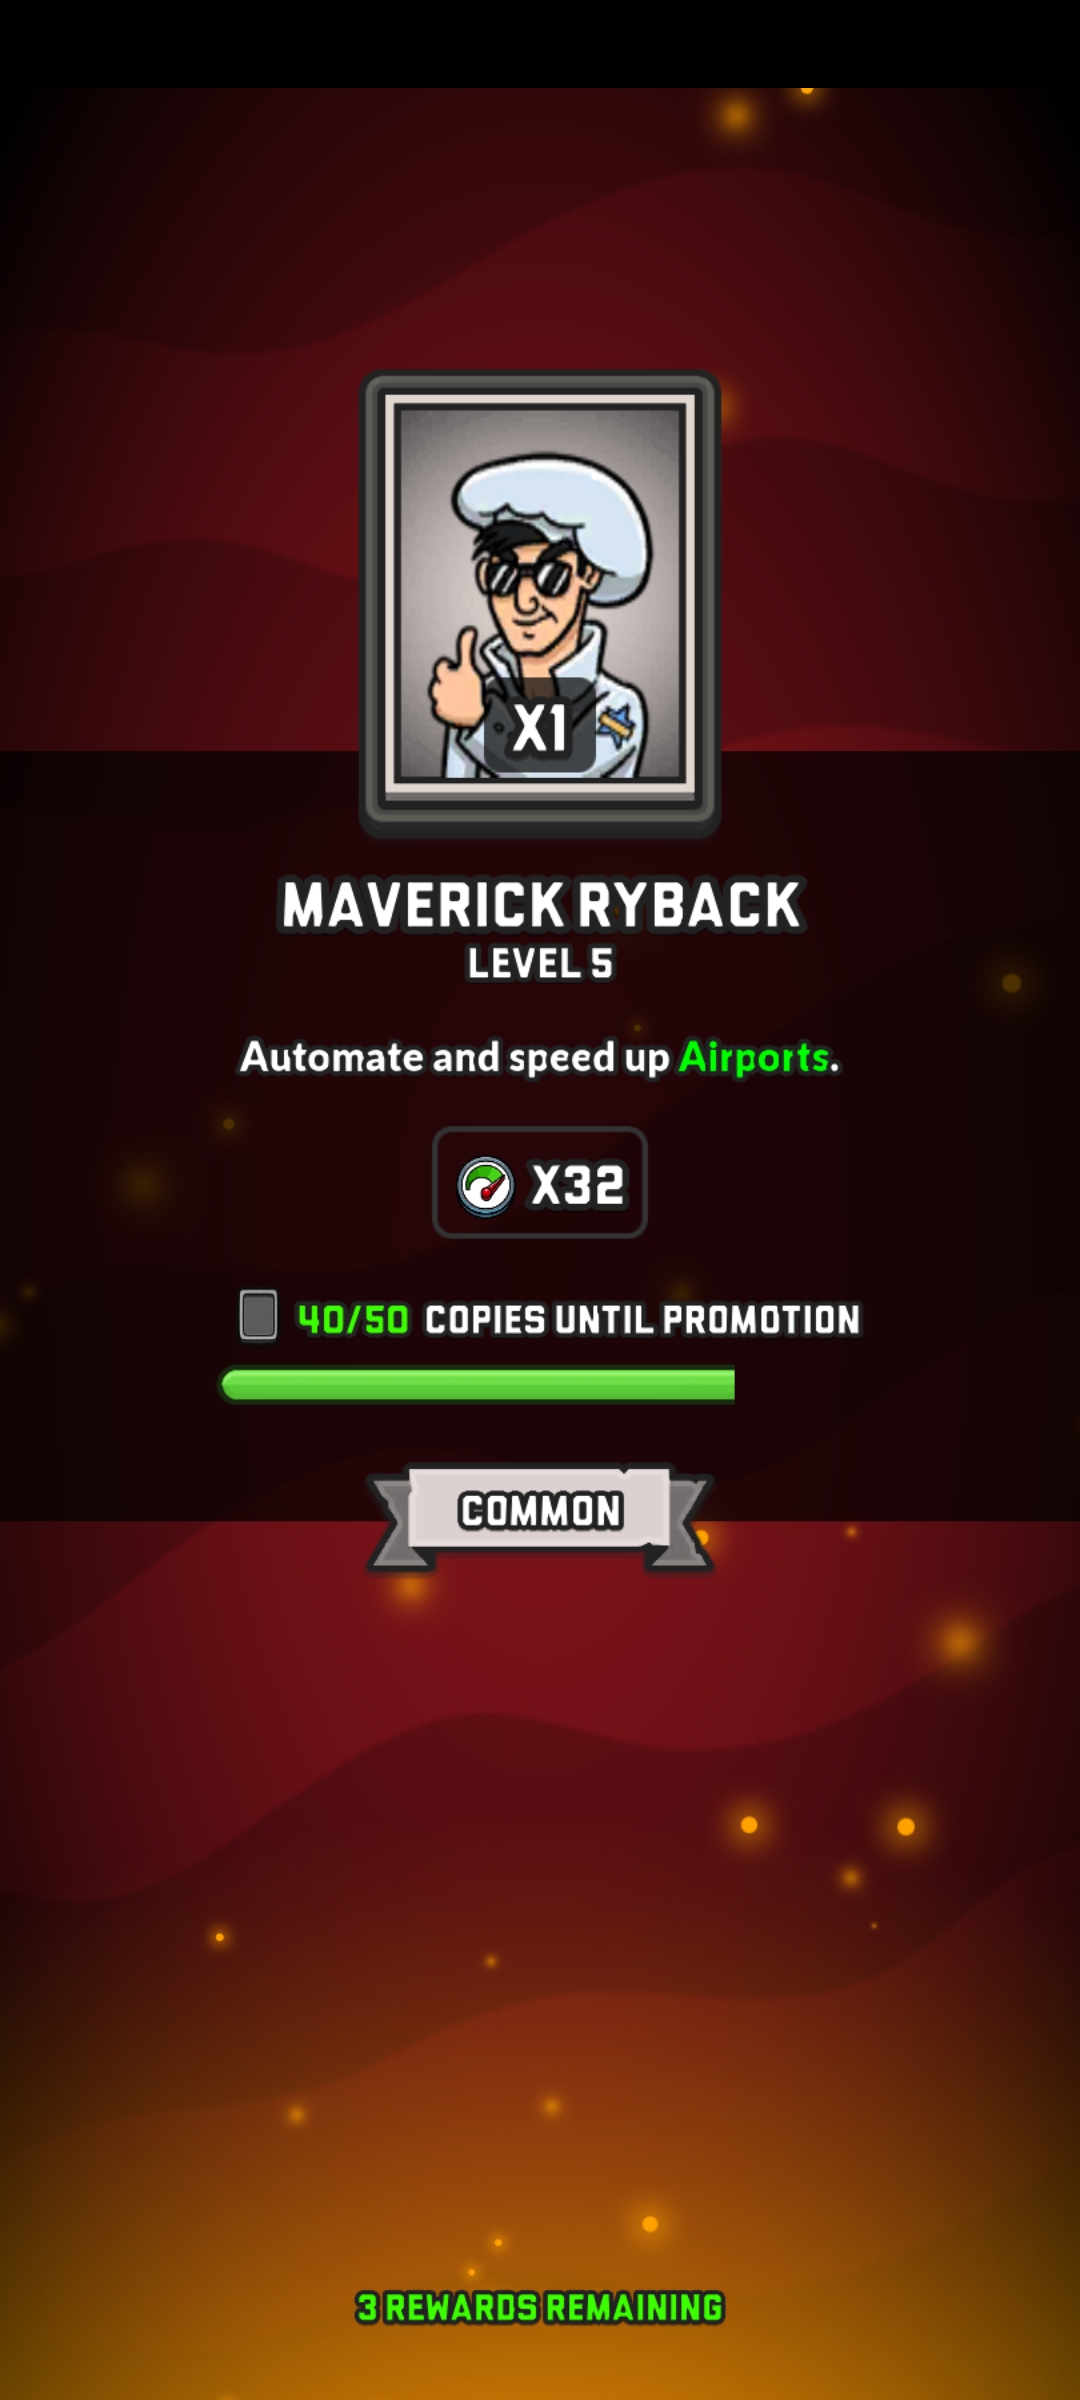 X1
MAVERICK RYBACK
LEVEL 5
Automate and speed up Airports.
X32
40/50 COPIES UNTIL PROMOTION
COMMON
3 REWARDS REMAINING